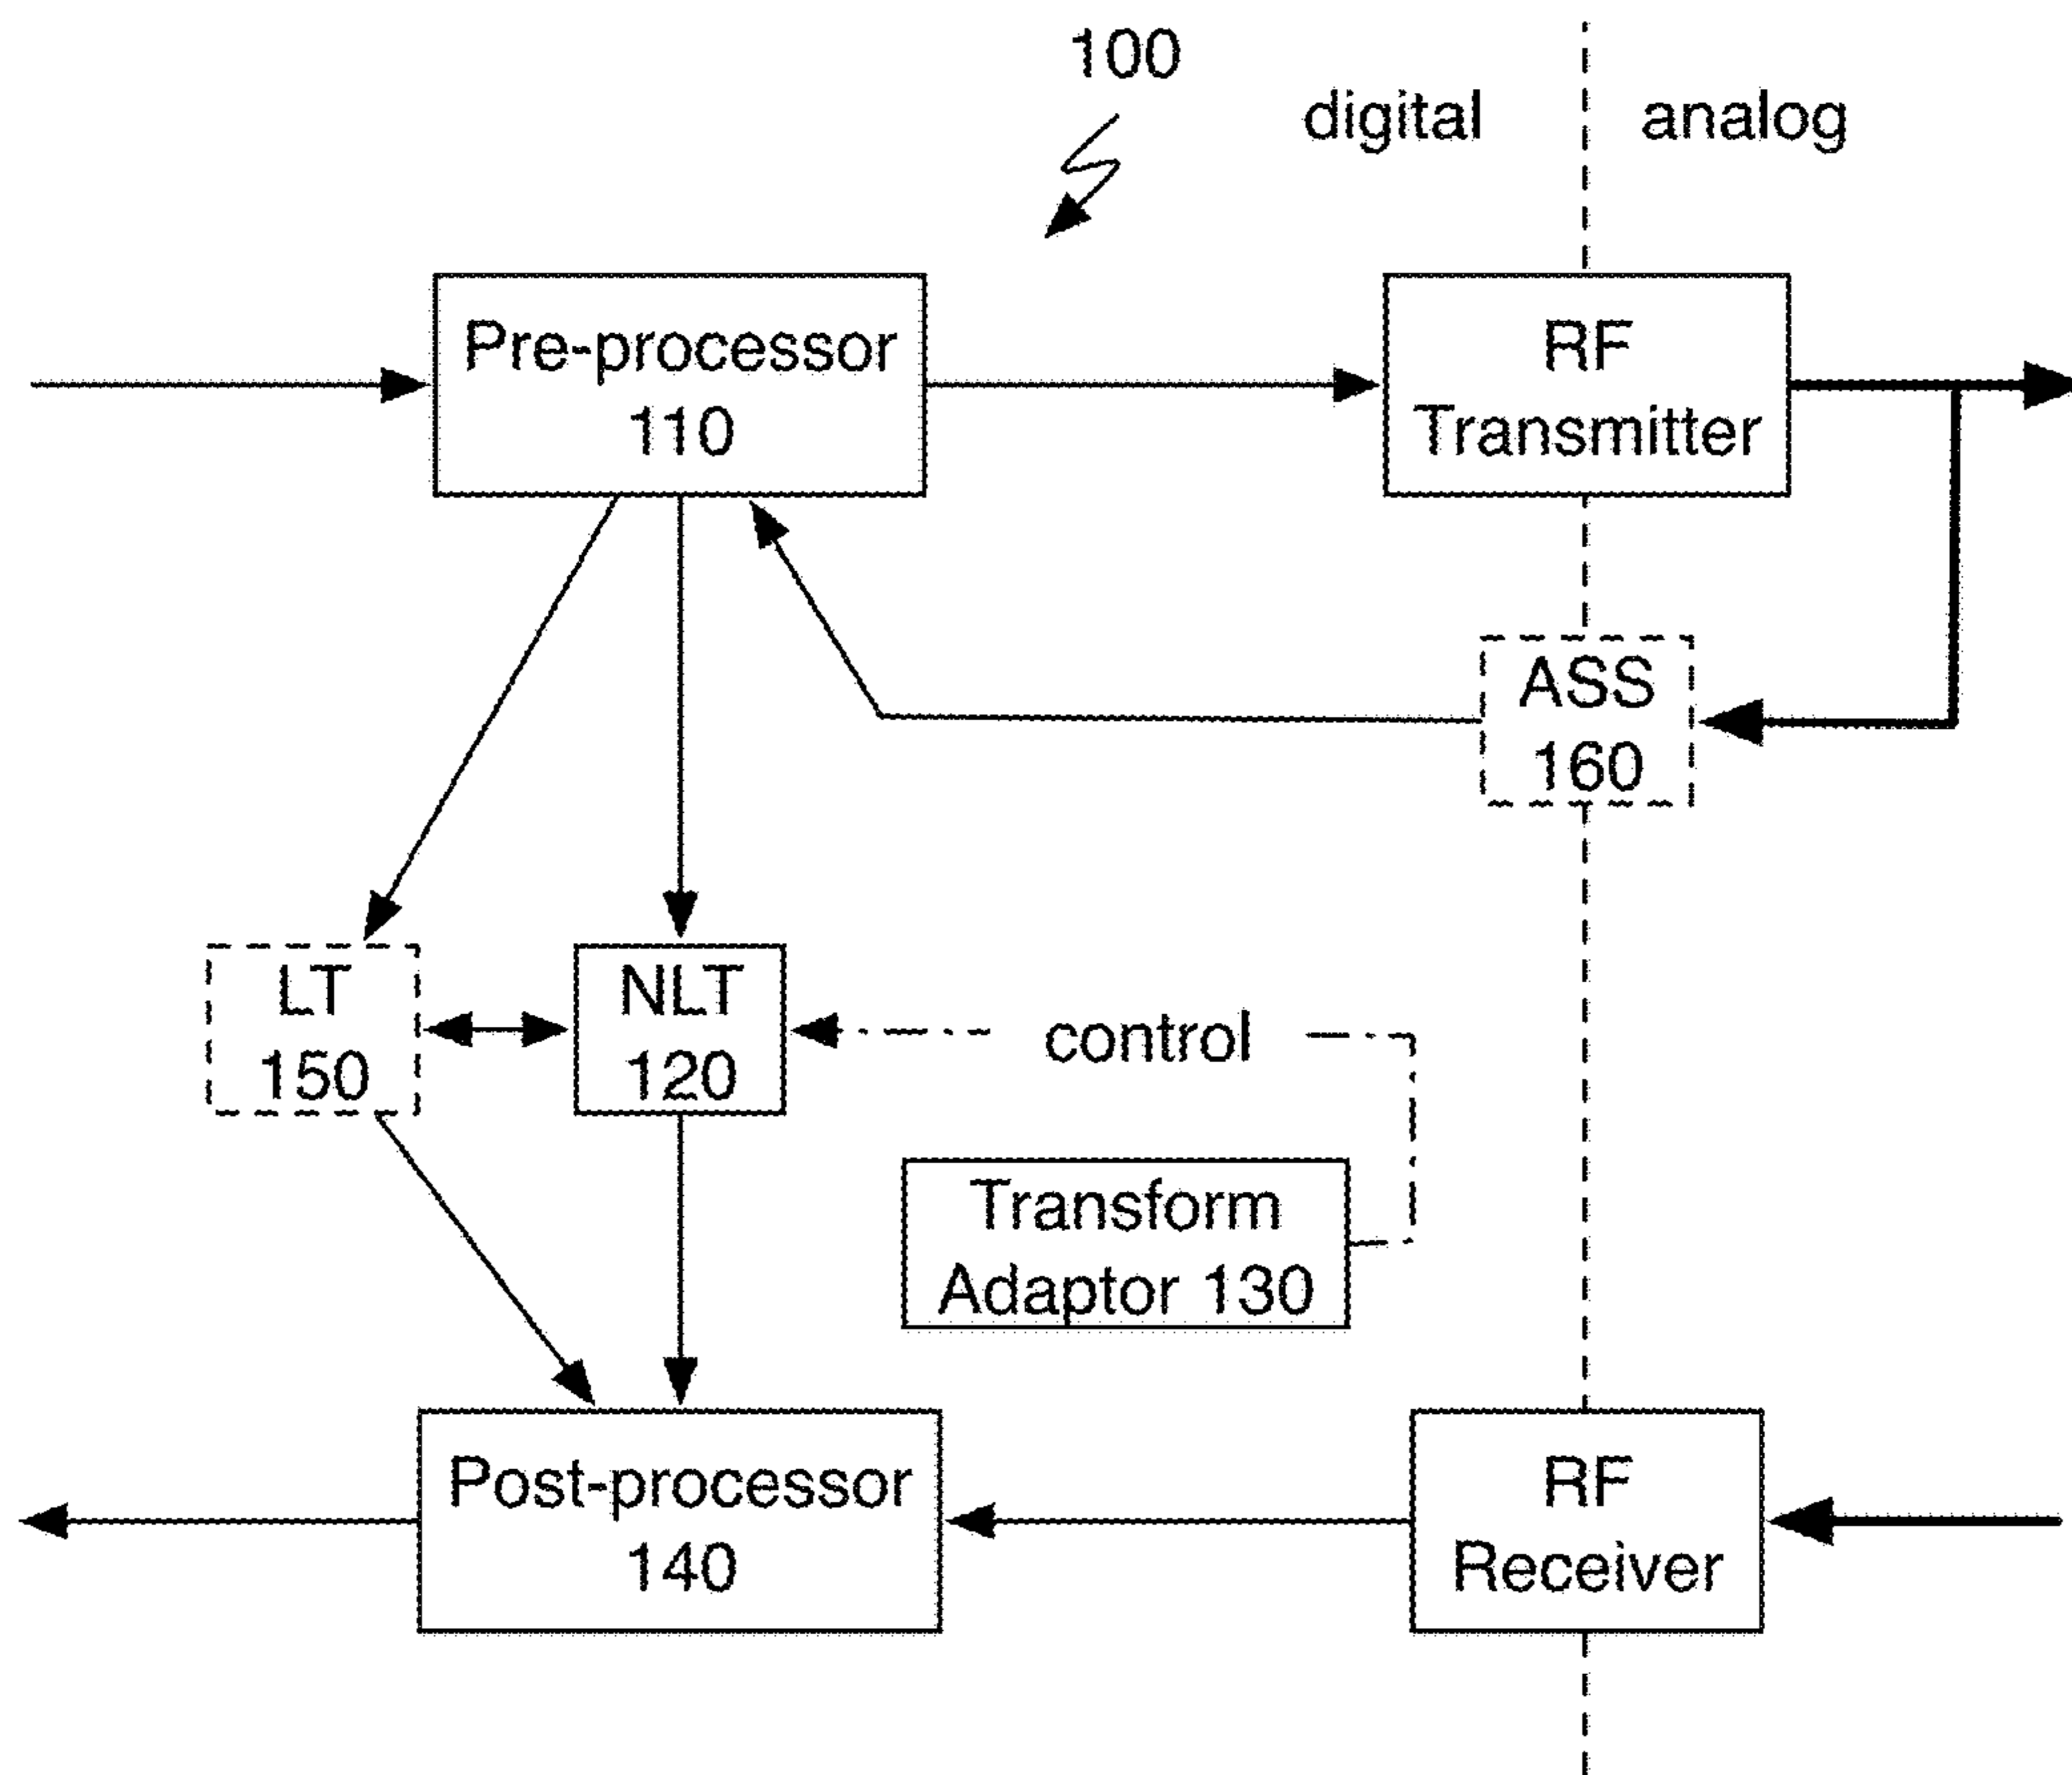 100
digital
analog
Pre-processor
110
RF
Transmitter
ASS
160
LT
150
NLT
120
control
Transform
Adaptor 130
Post-processor
140
RF
Receiver